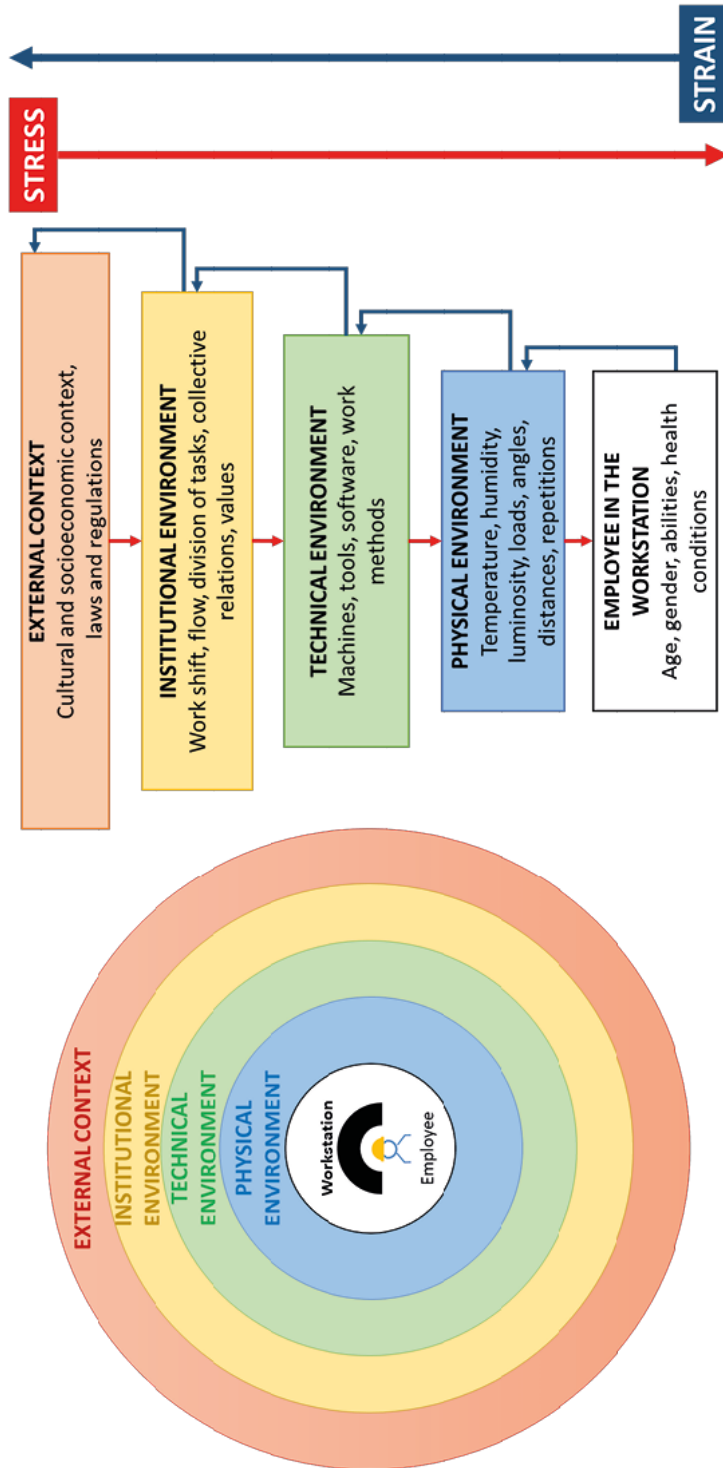 EXTERNAL CONTEXT
INSTITUTIONAL
ENVIRONMENT
TECHNICAL
ENVIRONMENT
PHYSICAL
ENVIRONMENT
Workstation
Employee
EXTERNAL CONTEXT
Cultural and socioeconomic context,
laws and regulations
INSTITUTIONAL ENVIRONMENT
Work shift, flow, division of tasks, collective
relations, values
TECHNICAL ENVIRONMENT
Machines, tools, software, work
methods
PHYSICAL ENVIRONMENT
Temperature, humidity,
luminosity, loads, angles,
distances, repetitions
EMPLOYEE IN THE
WORKSTATION
Age, gender, abilities, health
conditions
STRESS
STRAIN